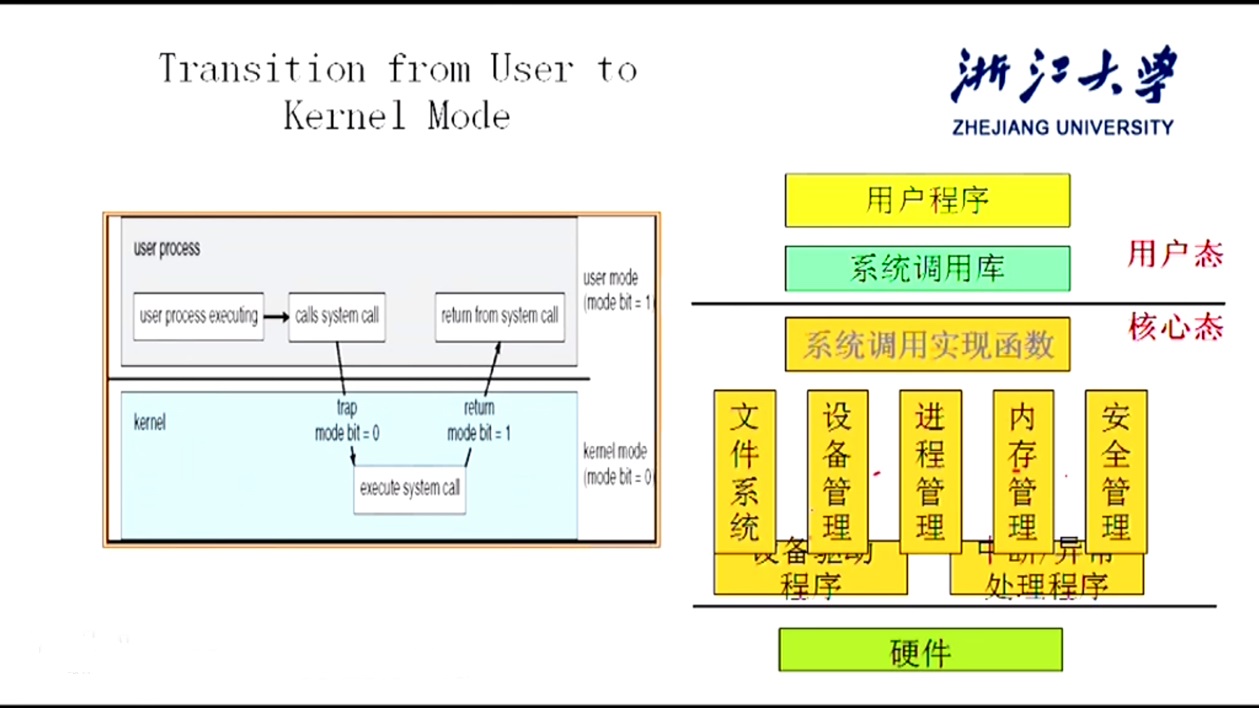 Transition from User to
Kernel Mode
浙江大学
ZHEJIANG UNIVERSITY
user process
user process executing
calls system call
return from system call
user mode
(mode bit = 1)
kernel
trap
mode bit = 0
return
mode bit = 1
execute system call
kernel mode
(mode bit = 0)
用户程序
系统调用库
用户态
核心态
系统调用实现函数
文件系统
设备管理
进程管理
内存管理
安全管理
设备驱动
程序
中断/异常
处理程序
硬件